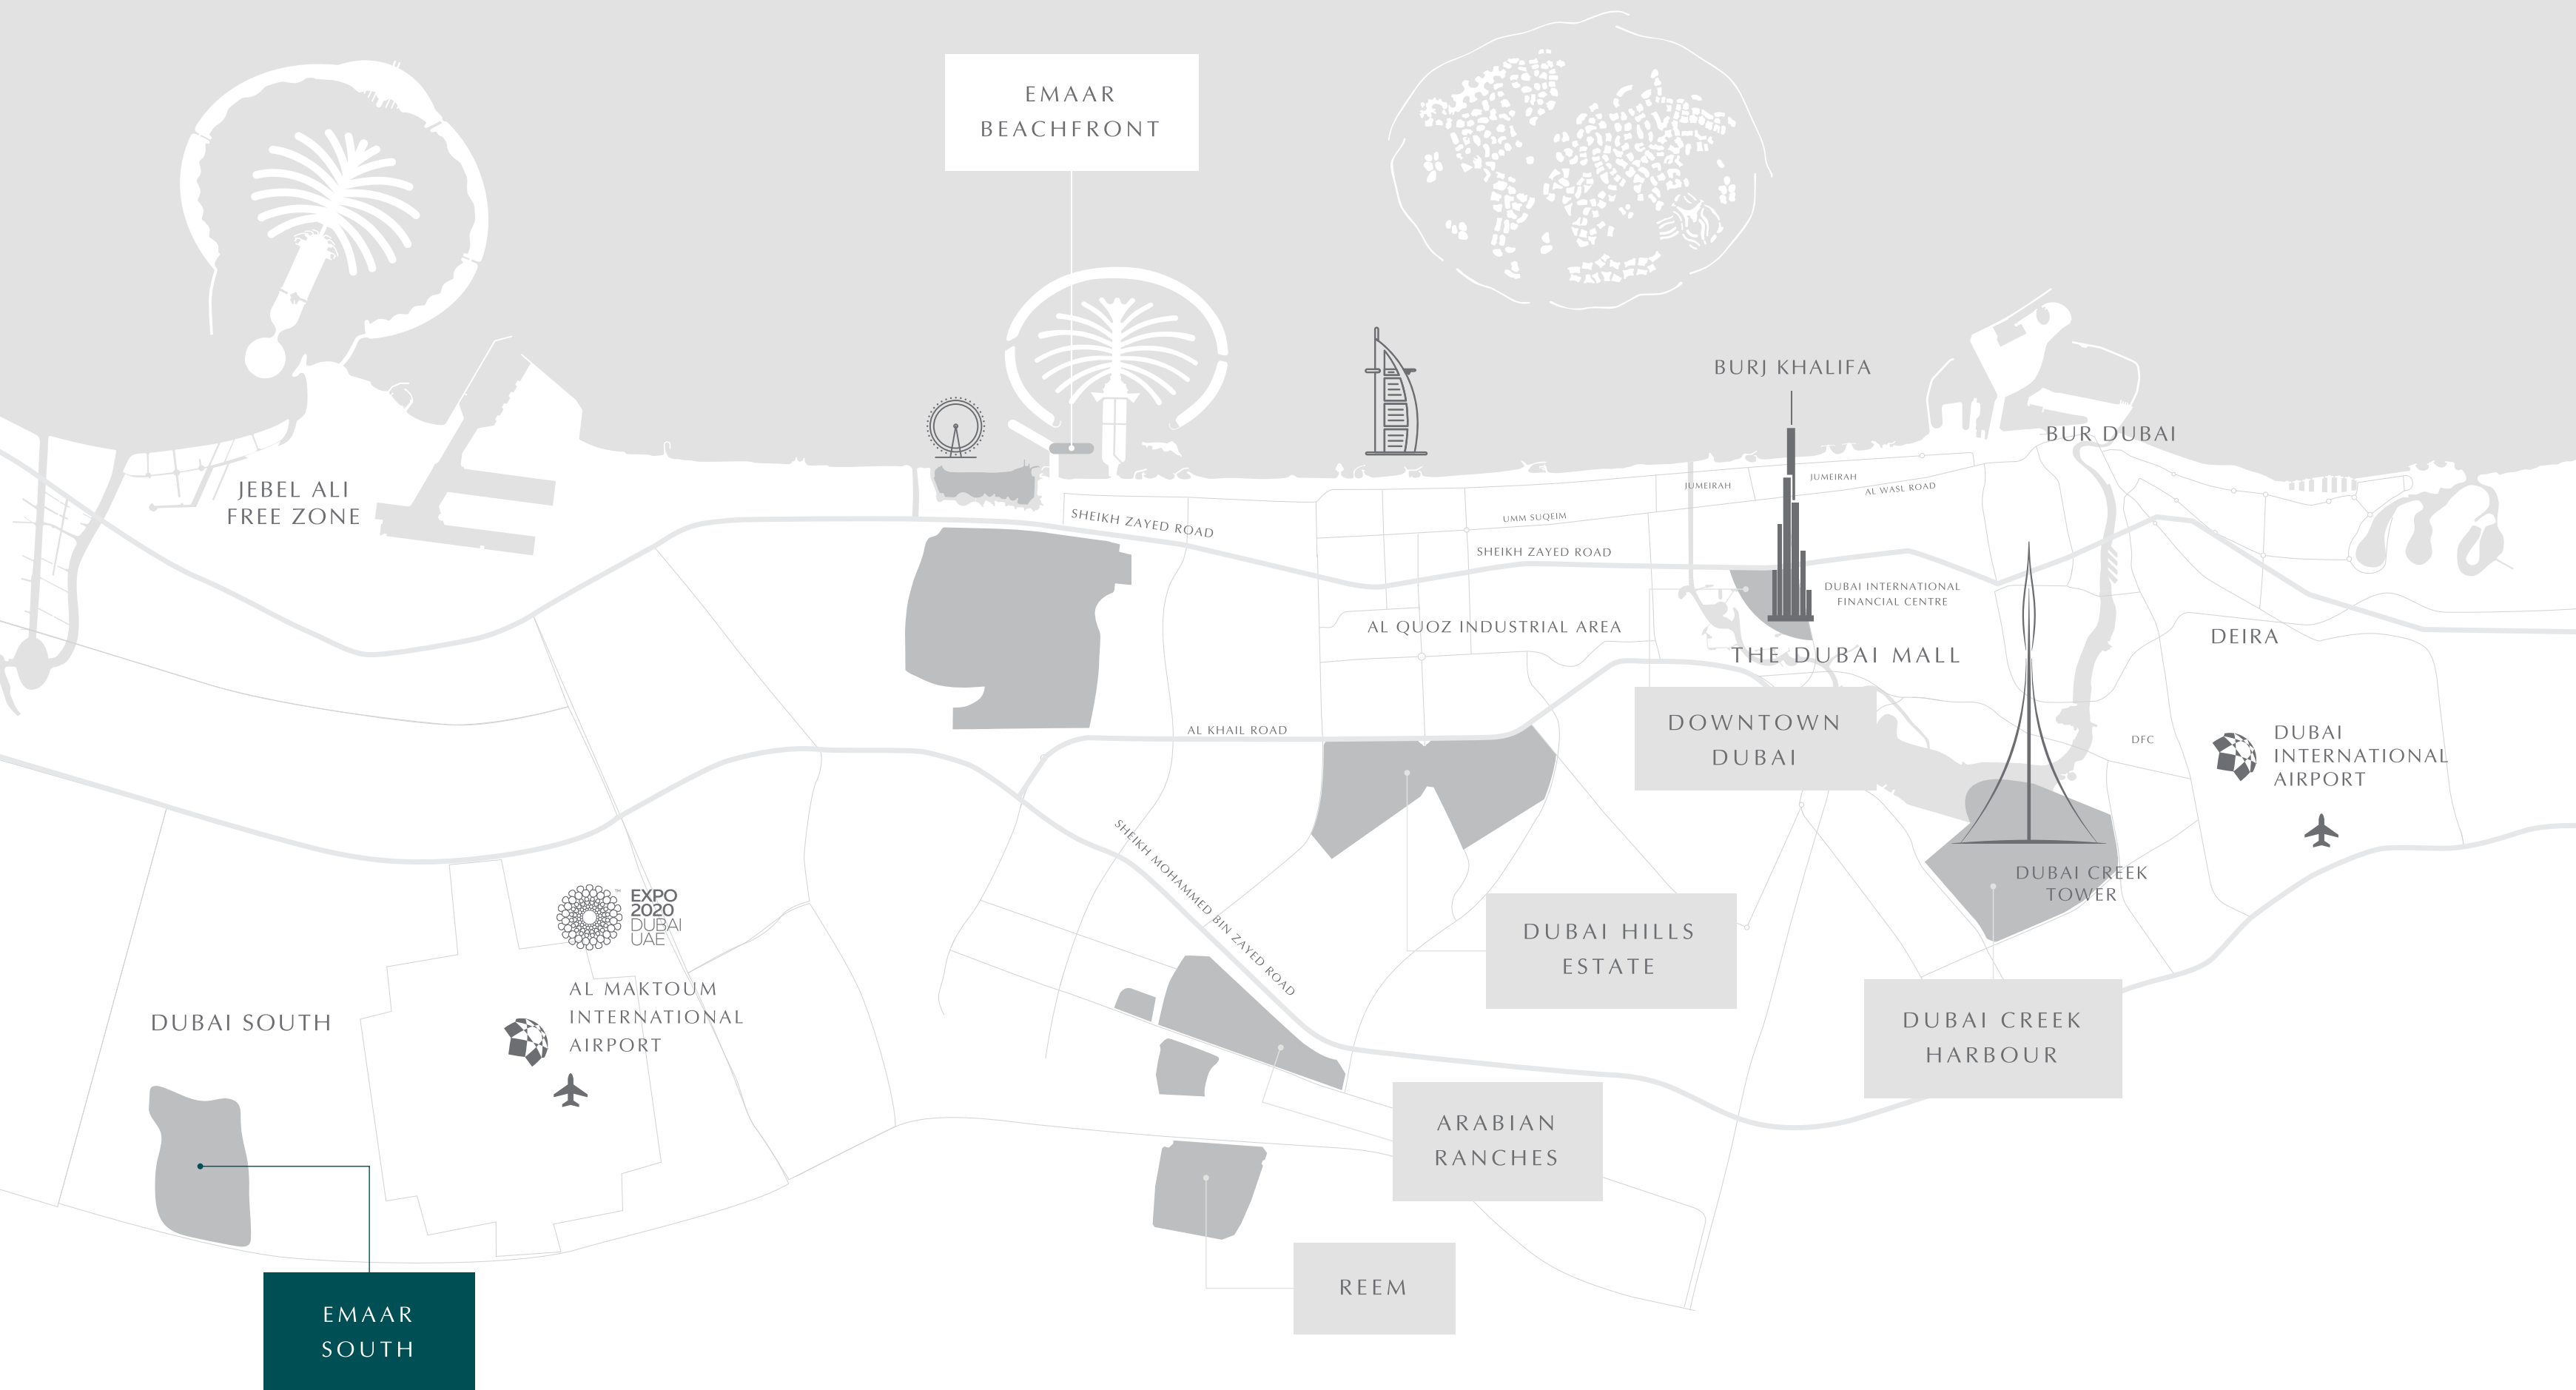 EMAAR
BEACHFRONT
BURJ KHALIFA
BUR DUBAI
JEBEL ALI
FREE ZONE
JUMEIRAH
JUMEIRAH
AL WASL ROAD
SHEIKH ZAYED ROAD
UMM SUQEIM
SHEIKH ZAYED ROAD
DUBAI INTERNATIONAL
FINANCIAL CENTRE
AL QUOZ INDUSTRIAL AREA
DEIRA
THE DUBAI MALL
DOWNTOWN
DUBAI
AL KHAIL ROAD
DFC
DUBAI
INTERNATIONAL
AIRPORT
SHEIKH MOHAMMED BIN ZAYED ROAD
DUBAI CREEK
TOWER
EXPO
2020
DUBAI
UAE
TM
DUBAI HILLS
ESTATE
AL MAKTOUM
INTERNATIONAL
AIRPORT
DUBAI SOUTH
DUBAI CREEK
HARBOUR
ARABIAN
RANCHES
REEM
EMAAR
SOUTH